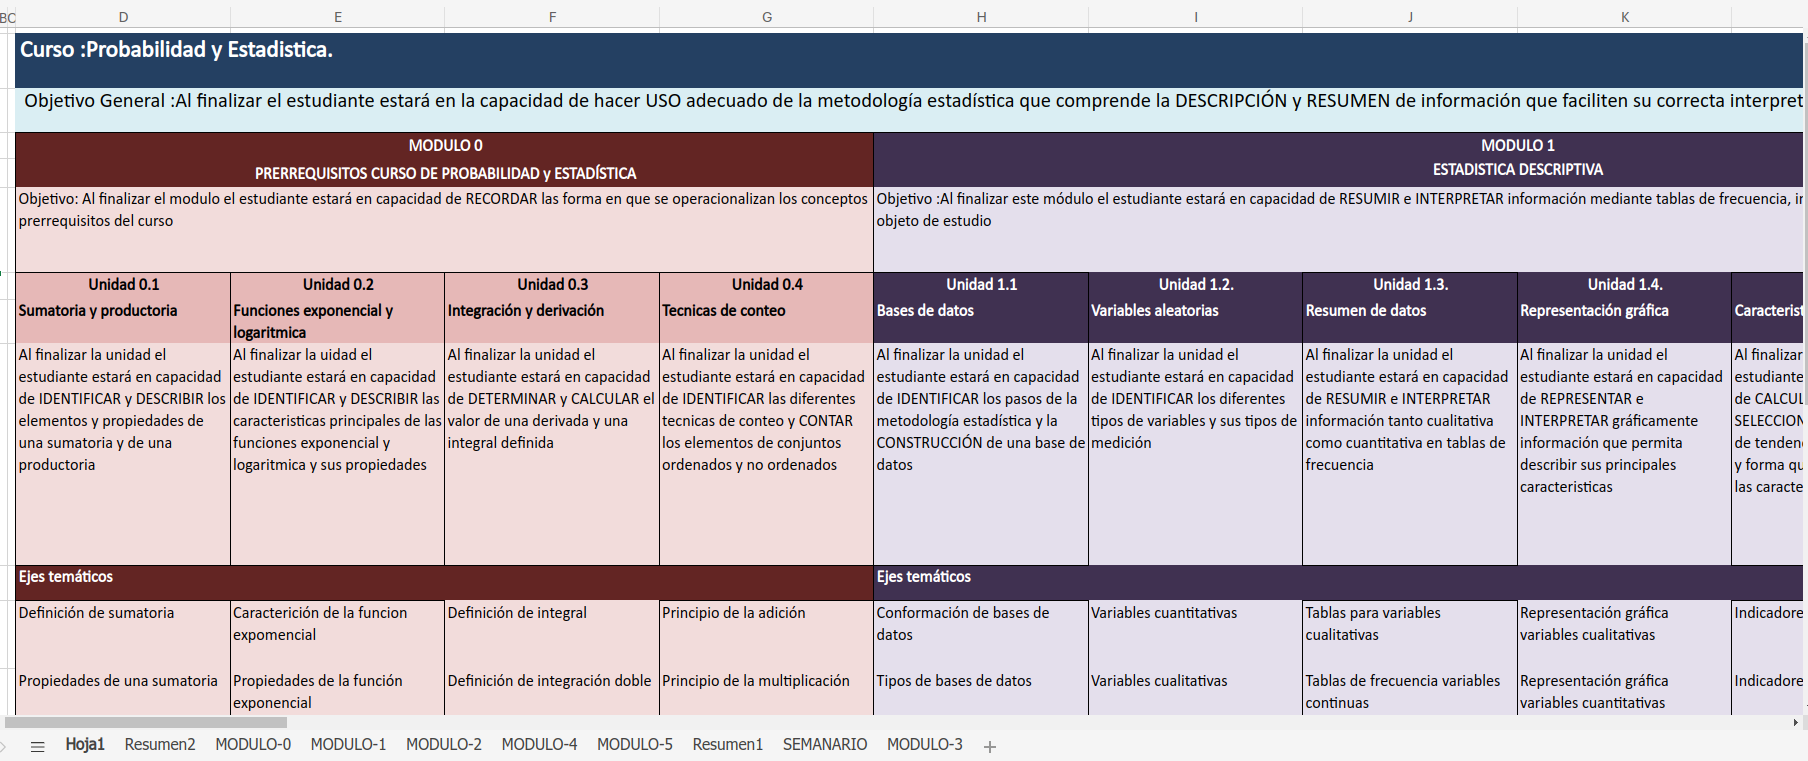 BC D E F G H I J K
Curso :Probabilidad y Estadistica.
Objetivo General :Al finalizar el estudiante estará en la capacidad de hacer USO adecuado de la metodología estadística que comprende la DESCRIPCIÓN y RESUMEN de información que faciliten su correcta interpret
MODULO 0
PRERREQUISITOS CURSO DE PROBABILIDAD y ESTADÍSTICA
MODULO 1
ESTADISTICA DESCRIPTIVA
Objetivo: Al finalizar el modulo el estudiante estará en capacidad de RECORDAR las forma en que se operacionalizan los conceptos
prerrequisitos del curso
Objetivo :Al finalizar este módulo el estudiante estará en capacidad de RESUMIR e INTERPRETAR información mediante tablas de frecuencia, in
objeto de estudio
Unidad 0.1
Sumatoria y productoria
Unidad 0.2
Funciones exponencial y
logaritmica
Unidad 0.3
Integración y derivación
Unidad 0.4
Tecnicas de conteo
Unidad 1.1
Bases de datos
Unidad 1.2.
Variables aleatorias
Unidad 1.3.
Resumen de datos
Unidad 1.4.
Representación gráfica
Caracterist
Al finalizar la unidad el
estudiante estará en capacidad
de IDENTIFICAR y DESCRIBIR los
elementos y propiedades de
una sumatoria y de una
productoria
Al finalizar la uidad el
estudiante estará en capacidad
de IDENTIFICAR y DESCRIBIR las
caracteristicas principales de las
funciones exponencial y
logaritmica y sus propiedades
Al finalizar la unidad el
estudiante estará en capacidad
de DETERMINAR y CALCULAR el
valor de una derivada y una
integral definida
Al finalizar la unidad el
estudiante estará en capacidad
de IDENTIFICAR las diferentes
tecnicas de conteo y CONTAR
los elementos de conjuntos
ordenados y no ordenados
Al finalizar la unidad el
estudiante estará en capacidad
de IDENTIFICAR los pasos de la
metodología estadística y la
CONSTRUCCIÓN de una base de
datos
Al finalizar la unidad el
estudiante estará en capacidad
de IDENTIFICAR los diferentes
tipos de variables y sus tipos de
medición
Al finalizar la unidad el
estudiante estará en capacidad
de RESUMIR e INTERPRETAR
información tanto cualitativa
como cuantitativa en tablas de
frecuencia
Al finalizar la unidad el
estudiante estará en capacidad
de REPRESENTAR e
INTERPRETAR gráficamente
información que permita
describir sus principales
caracteristicas
Al finalizar
estudiante
de CALCUL
SELECCION
de tenden
y forma qu
las caracte
Ejes temáticos
Ejes temáticos
Definición de sumatoria
Caracterición de la funcion
expomencial
Definición de integral
Principio de la adición
Conformación de bases de
datos
Variables cuantitativas
Tablas para variables
cualitativas
Representación gráfica
variables cualitativas
Indicadore
Propiedades de una sumatoria
Propiedades de la función
exponencial
Definición de integración doble
Principio de la multiplicación
Tipos de bases de datos
Variables cualitativas
Tablas de frecuencia variables
continuas
Representación gráfica
variables cuantitativas
Indicadore
Hoja1 Resumen2 MODULO-0 MODULO-1 MODULO-2 MODULO-4 MODULO-5 Resumen1 SEMANARIO MODULO-3